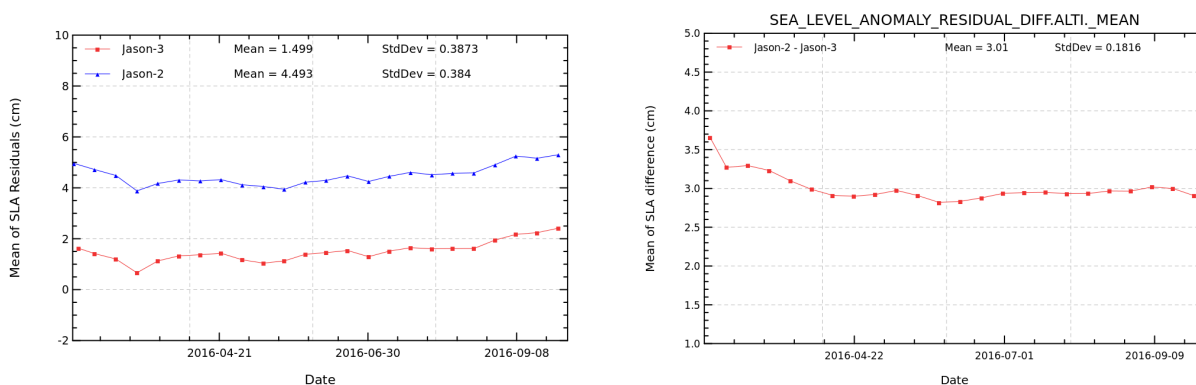 10
8
6
4
2
0
-2
Mean of SLA Residuals (cm)
Jason-3 Mean = 1.499 StdDev = 0.3873
Jason-2 Mean = 4.493 StdDev = 0.384
2016-04-21 2016-06-30 2016-09-08
Date
SEA_LEVEL_ANOMALY_RESIDUAL_DIFF.ALTI._MEAN
5.0
4.5
4.0
3.5
3.0
2.5
2.0
1.5
1.0
Mean of SLA difference (cm)
Jason-2 - Jason-3 Mean = 3.01 StdDev = 0.1816
2016-04-22 2016-07-01 2016-09-09
Date